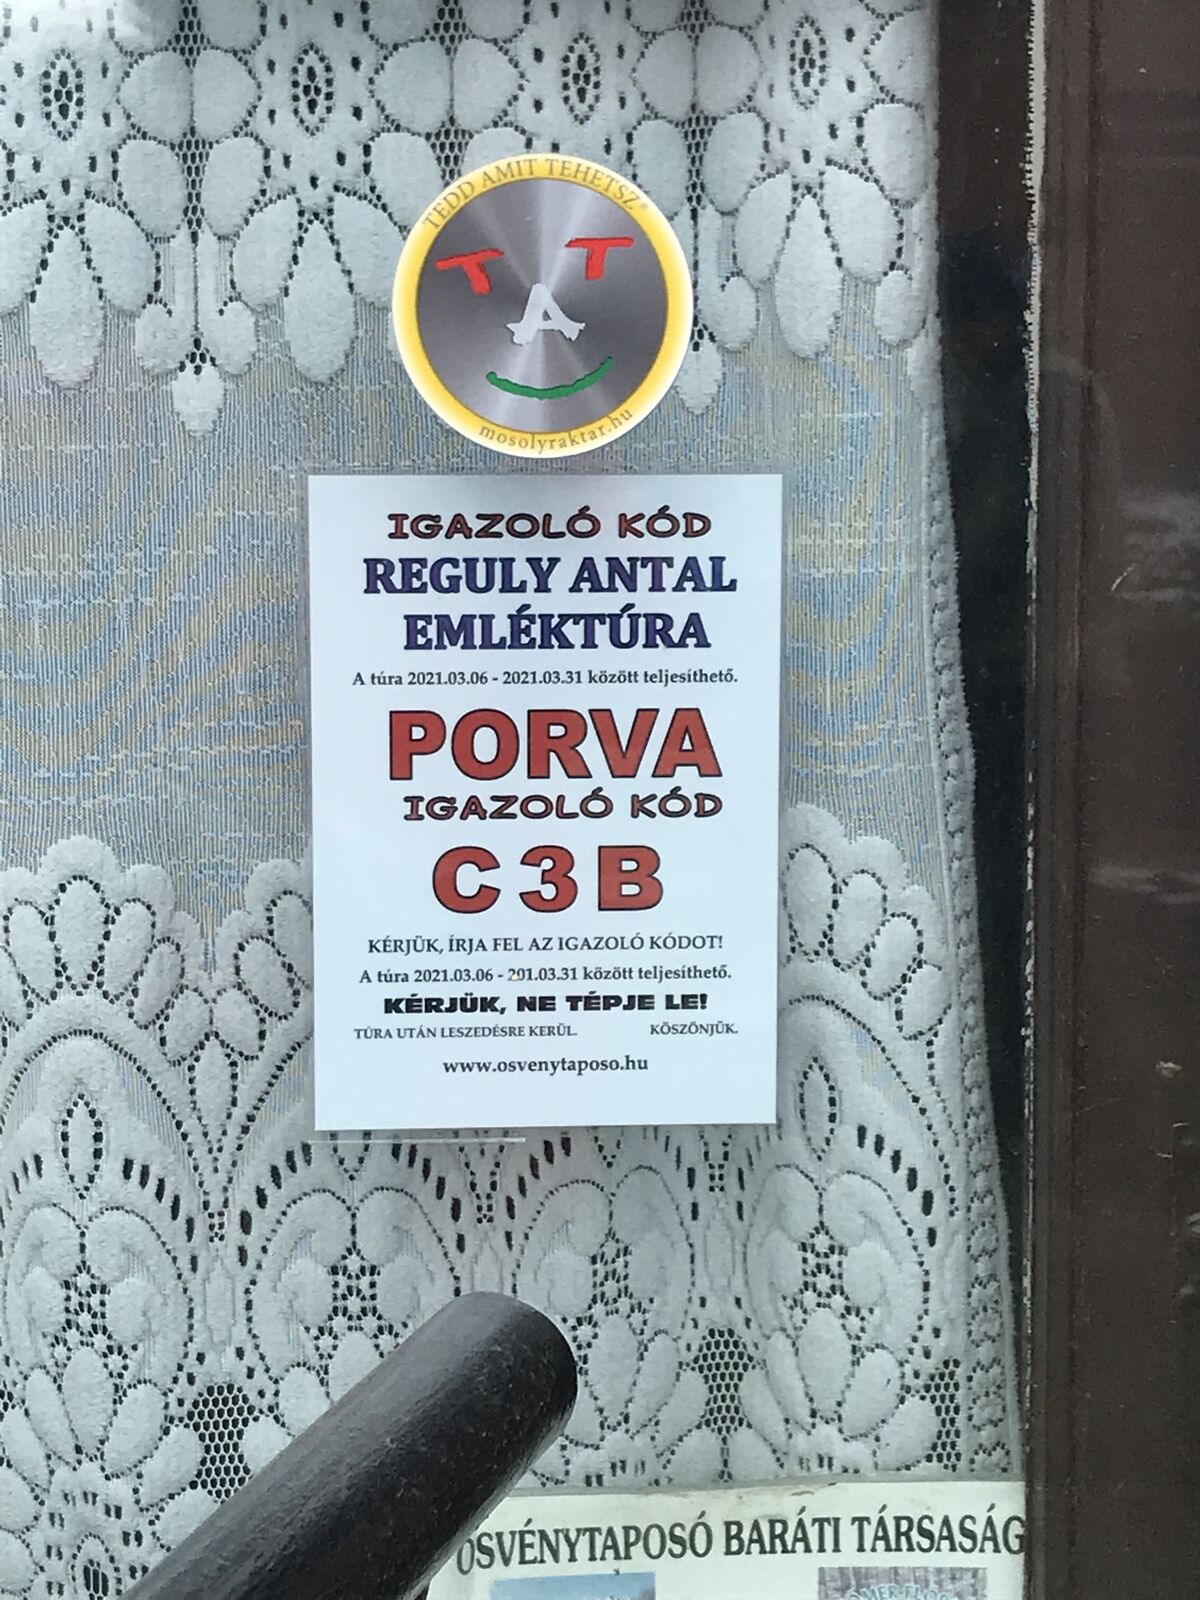 TEDD AMIT TEHETSZ®
T T
A
mosolyraktar.hu
IGAZOLÓ KÓD
REGULY ANTAL
EMLÉKTÚRA
A túra 2021.03.06 - 2021.03.31 között teljesíthető.
PORVA
IGAZOLÓ KÓD
C 3 B
KÉRJÜK, ÍRJA FEL AZ IGAZOLÓ KÓDOT!
A túra 2021.03.06 - 201.03.31 között teljesíthető.
KÉRJÜK, NE TÉPJE LE!
TÚRA UTÁN LESZEDÉSRE KERÜL. KÖSZÖNJÜK.
www.osvenytaposo.hu
ÖSVÉNYTAPOSÓ BARÁTI TÁRSASÁG